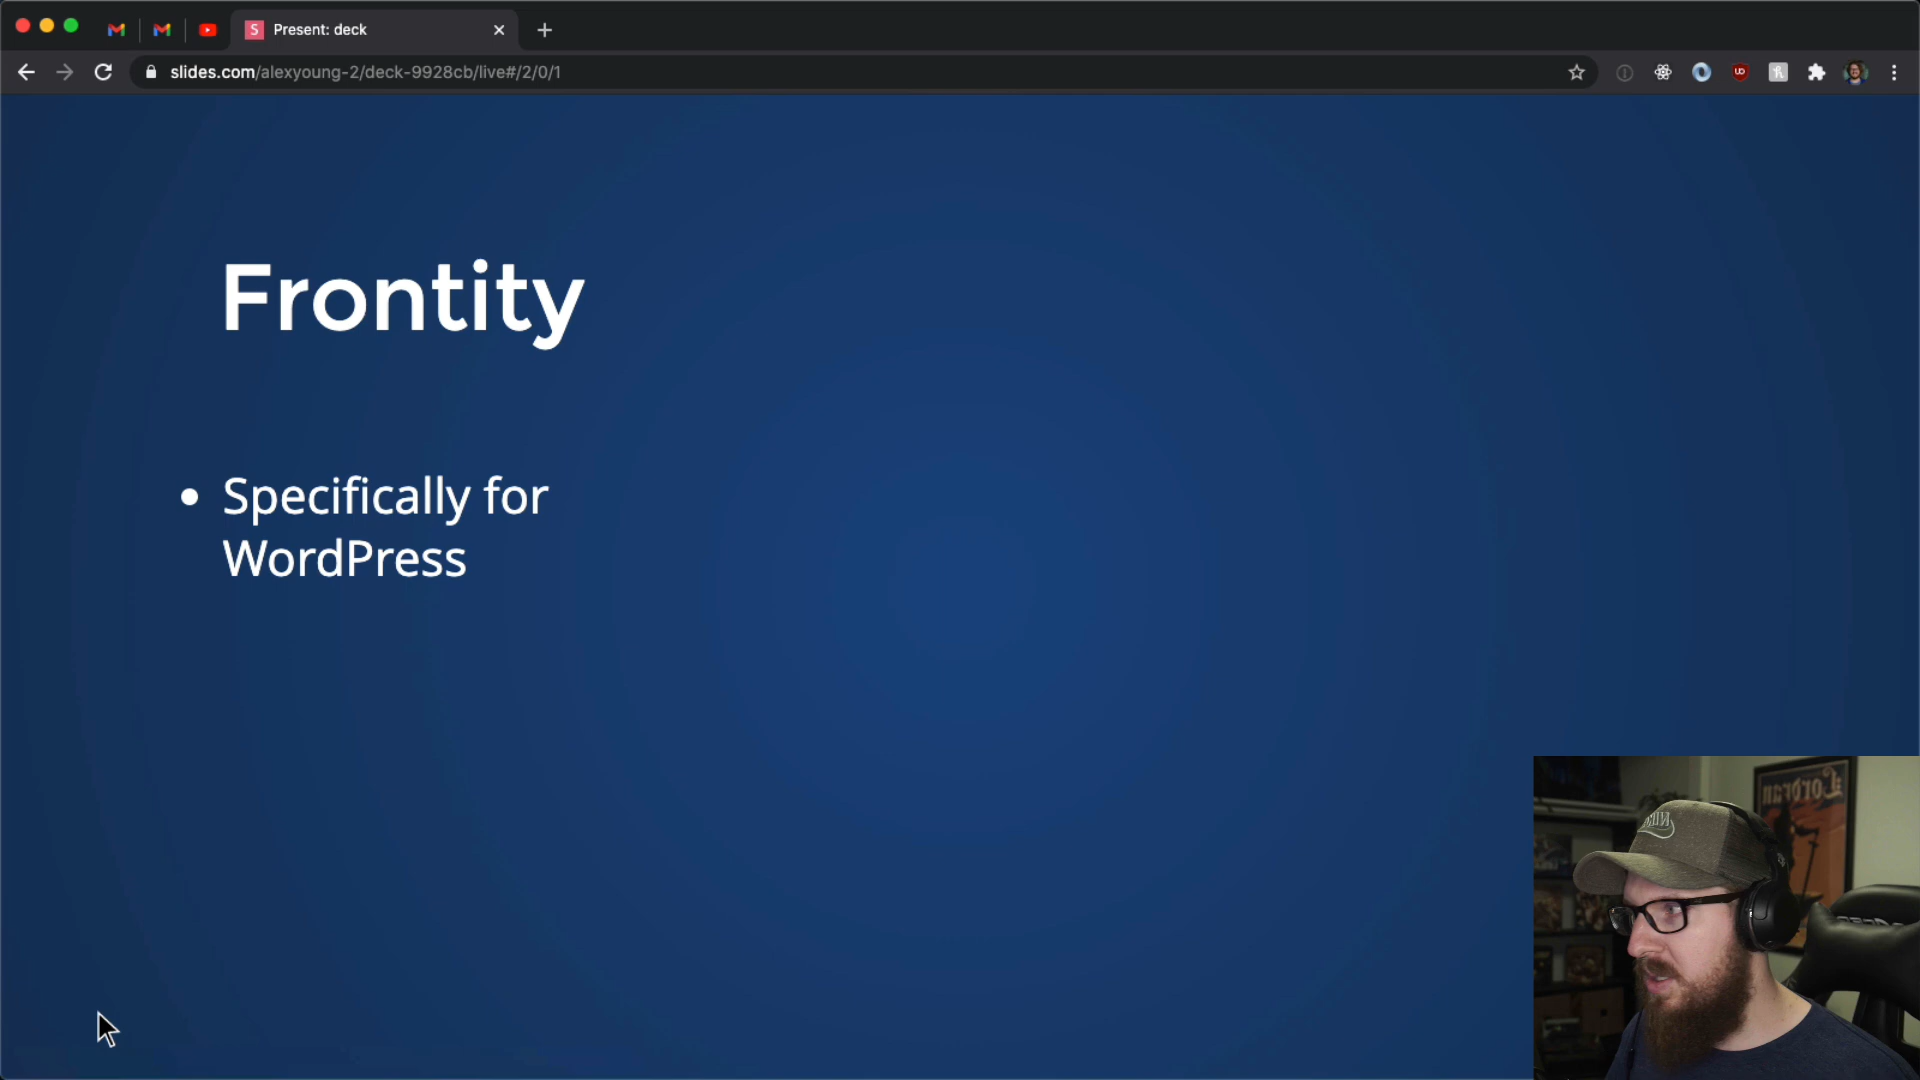 S Present: deck
slides.com/alexyoung-2/deck-9928cb/live#/2/0/1
Frontity
• Specifically for
WordPress